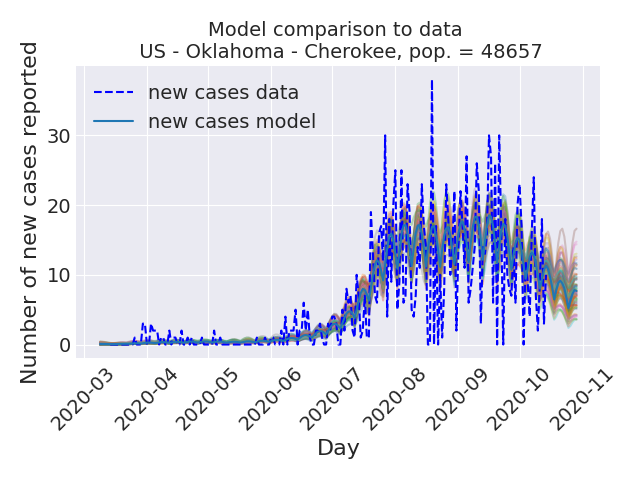 Model comparison to data
US - Oklahoma - Cherokee, pop. = 48657
Number of new cases reported
new cases data
new cases model
30
20
10
0
2020-03
2020-04
2020-05
2020-06
2020-07
2020-08
2020-09
2020-10
2020-11
Day